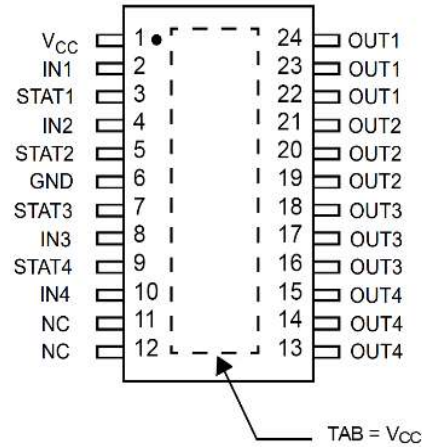 VCC 1 24 OUT1
IN1 2 23 OUT1
STAT1 3 22 OUT1
IN2 4 21 OUT2
STAT2 5 20 OUT2
GND 6 19 OUT2
STAT3 7 18 OUT3
IN3 8 17 OUT3
STAT4 9 16 OUT3
IN4 10 15 OUT4
NC 11 14 OUT4
NC 12 13 OUT4
TAB = VCC